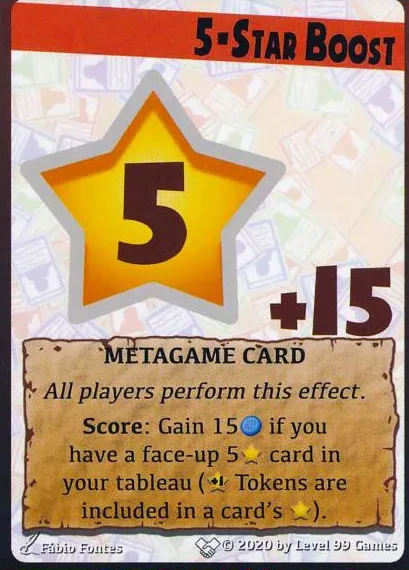 5-STAR BOOST
5
+15
METAGAME CARD
All players perform this effect.
Score: Gain 15 if you
have a face-up 5 card in
your tableau (+1 Tokens are
included in a card's ).
Fábio Fontes © 2020 by Level 99 Games